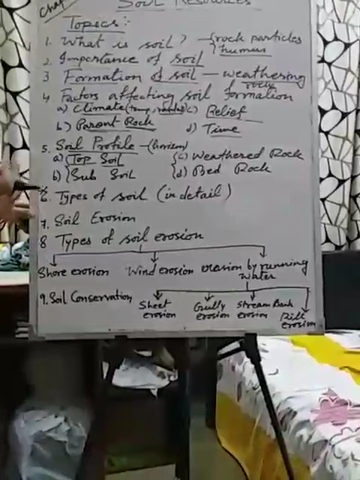 Chap
Soil Resources
Topics:-
1. What is soil? → rock particles
humus
2. Importance of soil
3 Formation of soil — weathering
4 Factors affecting soil formation
a) Climate (temp, c) Relief
b) Parent Rock d) Time
5. Soil Profile — (horizon)
a) Top Soil (c) Weathered Rock
b) Sub Soil (d) Bed Rock
6. Types of soil (in detail)
7. Soil Erosion
8 Types of soil erosion
Shore erosion Wind erosion erosion by running water
9. Soil Conservation
Sheet erosion Gully erosion Stream Bank erosion Rill erosion